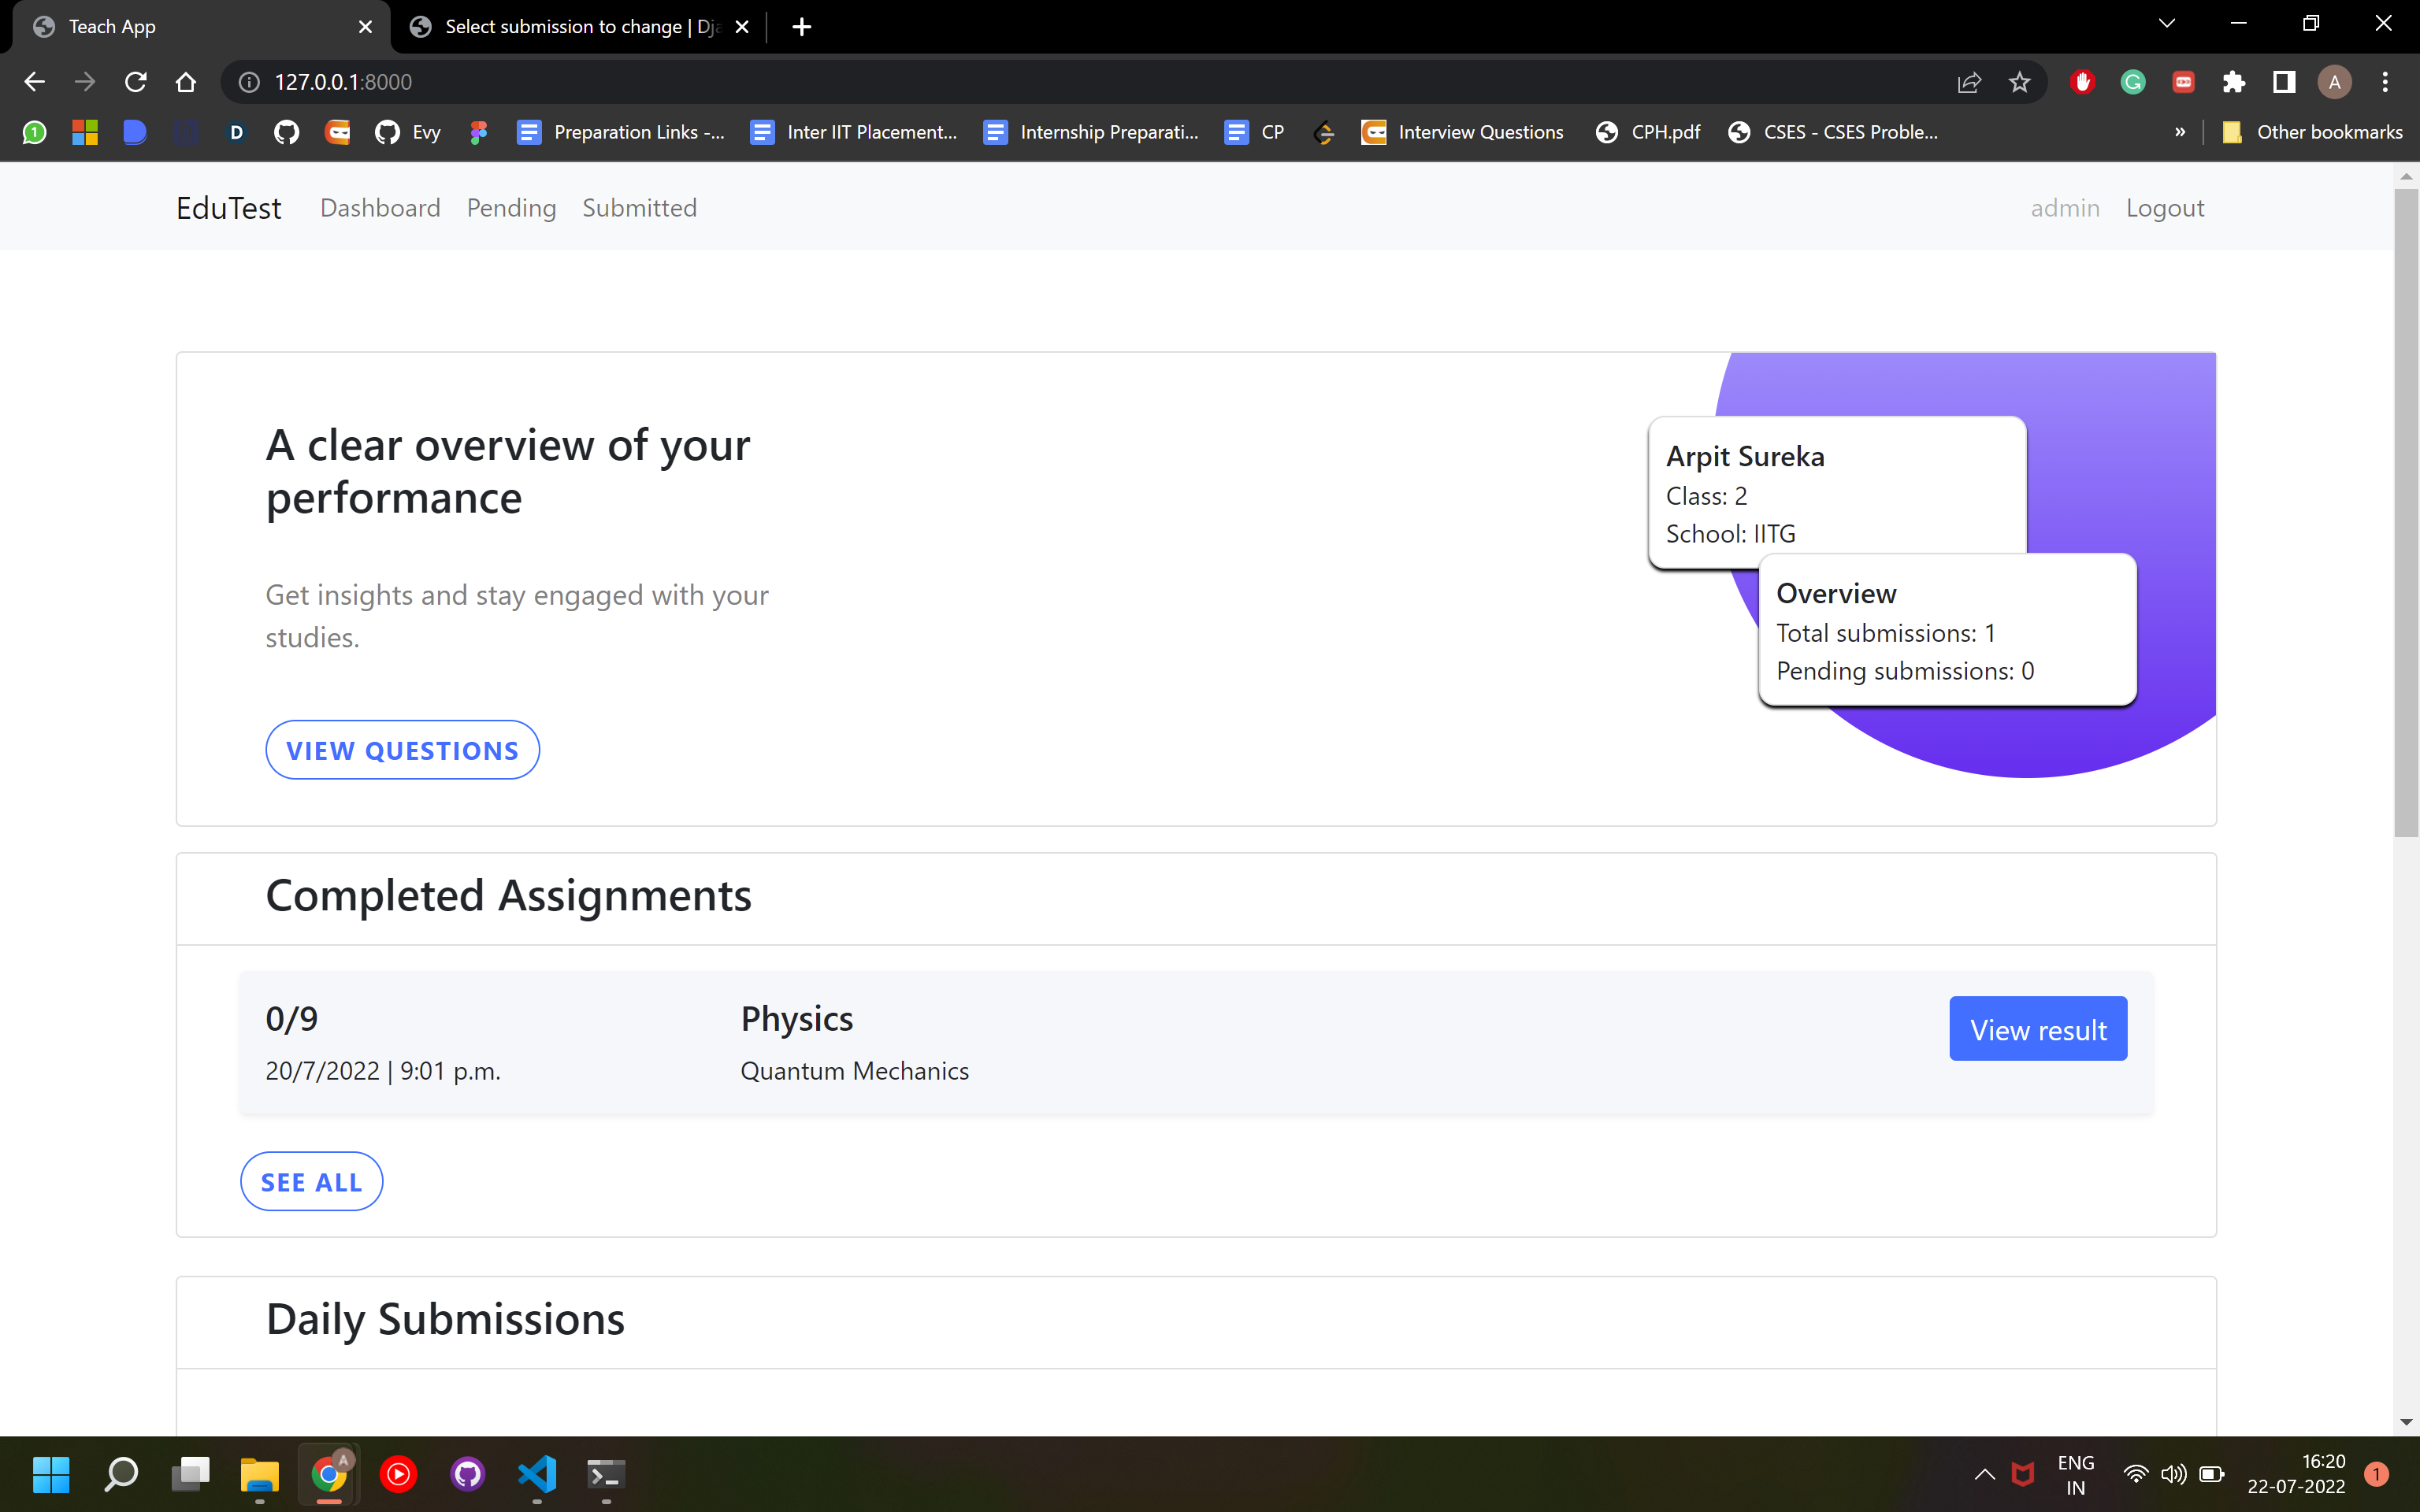 Teach App
Select submission to change | Dja
127.0.0.1:8000
Evy
Preparation Links -...
Inter IIT Placement...
Internship Preparati...
CP
Interview Questions
CPH.pdf
CSES - CSES Proble...
»
Other bookmarks
EduTest
Dashboard
Pending
Submitted
admin
Logout
A clear overview of your
performance
Get insights and stay engaged with your
studies.
VIEW QUESTIONS
Arpit Sureka
Class: 2
School: IITG
Overview
Total submissions: 1
Pending submissions: 0
Completed Assignments
0/9
20/7/2022 | 9:01 p.m.
Physics
Quantum Mechanics
View result
SEE ALL
Daily Submissions
ENG
IN
16:20
22-07-2022
1